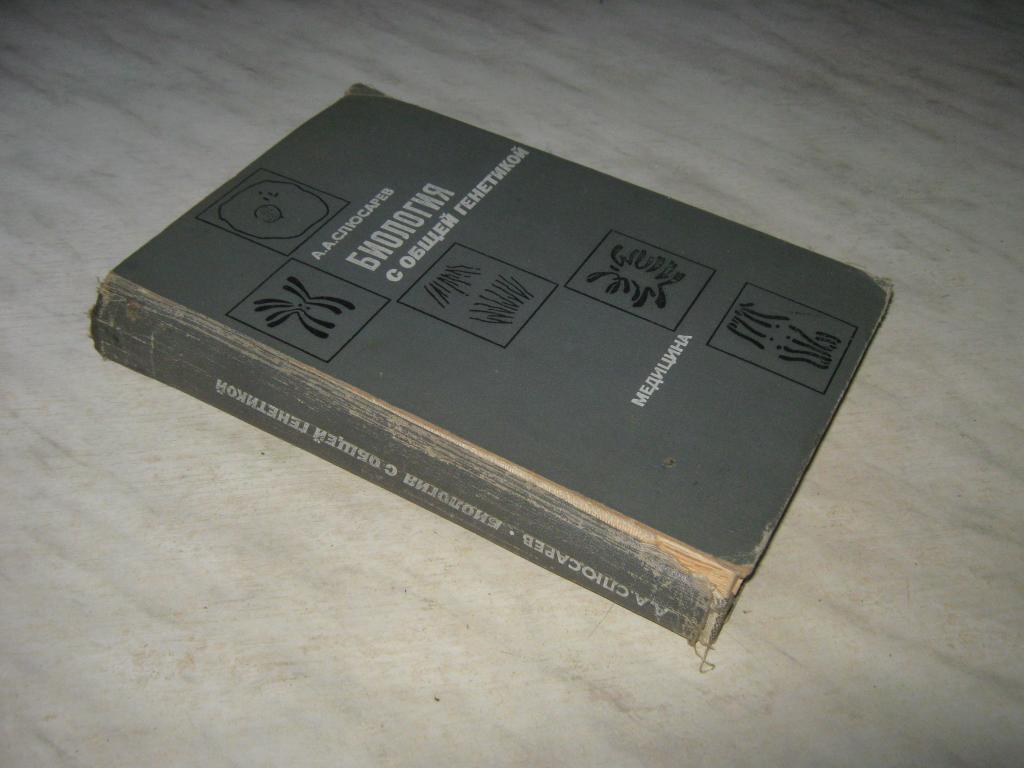 А.А.СЛЮСАРЕВ
БИОЛОГИЯ
С ОБЩЕЙ ГЕНЕТИКОЙ
МЕДИЦИНА
А.А.СЛЮСАРЕВ · БИОЛОГИЯ С ОБЩЕЙ ГЕНЕТИКОЙ